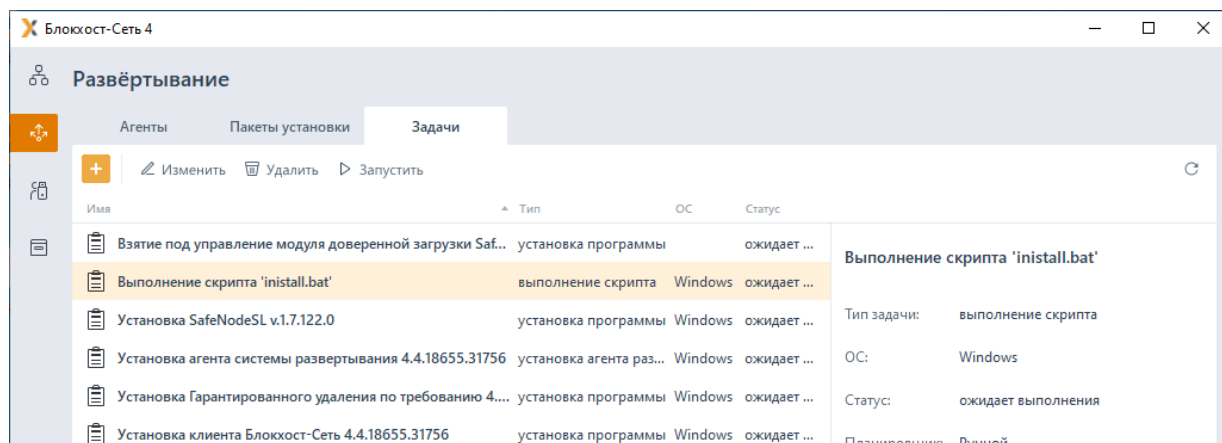 Блокхост-Сеть 4
Развёртывание
Агенты Пакеты установки Задачи
+ Изменить Удалить Запустить
Имя Тип ОС Статус
Взятие под управление модуля доверенной загрузки Saf... установка программы ожидает ...
Выполнение скрипта 'inistall.bat' выполнение скрипта Windows ожидает ...
Установка SafeNodeSL v.1.7.122.0 установка программы Windows ожидает ...
Установка агента системы развертывания 4.4.18655.31756 установка агента раз... Windows ожидает ...
Установка Гарантированного удаления по требованию 4.... установка программы Windows ожидает ...
Установка клиента Блокхост-Сеть 4.4.18655.31756 установка программы Windows ожидает ...
Выполнение скрипта 'inistall.bat'
Тип задачи: выполнение скрипта
ОС: Windows
Статус: ожидает выполнения
Планировщик: Ручной